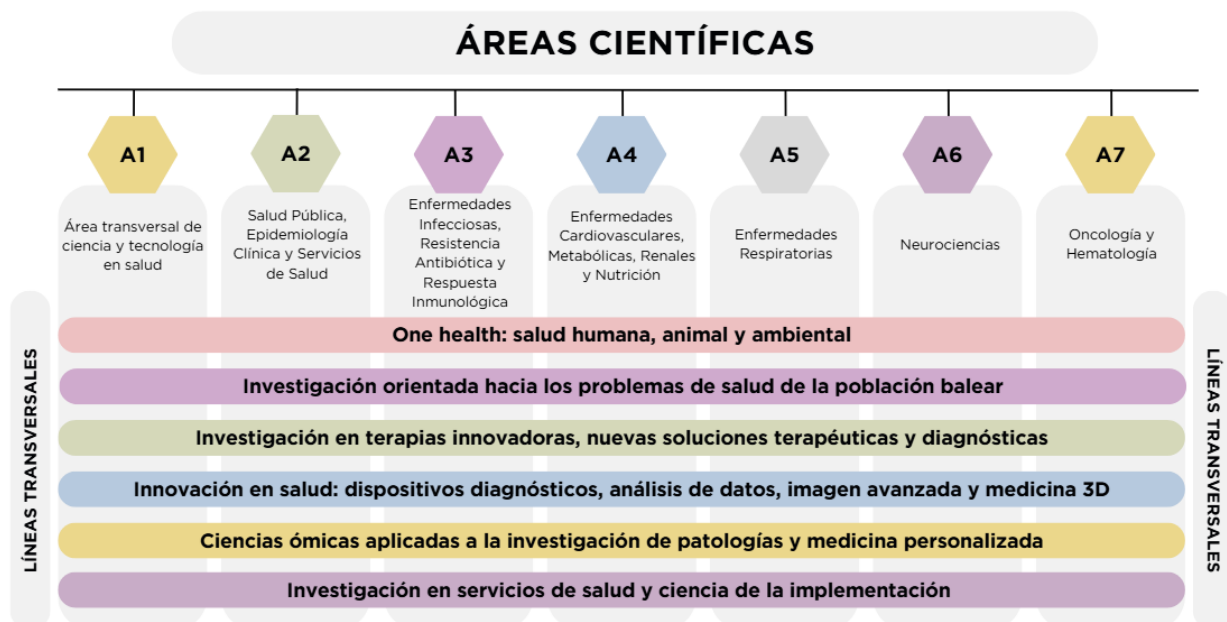 ÁREAS CIENTÍFICAS
A1
A2
A3
A4
A5
A6
A7
Área transversal de
ciencia y tecnología
en salud
Salud Pública,
Epidemiología
Clínica y Servicios
de Salud
Enfermedades
Infecciosas,
Resistencia
Antibiótica y
Respuesta
Inmunológica
Enfermedades
Cardiovasculares,
Metabólicas, Renales
y Nutrición
Enfermedades
Respiratorias
Neurociencias
Oncología y
Hematología
LÍNEAS TRANSVERSALES
One health: salud humana, animal y ambiental
Investigación orientada hacia los problemas de salud de la población balear
Investigación en terapias innovadoras, nuevas soluciones terapéuticas y diagnósticas
Innovación en salud: dispositivos diagnósticos, análisis de datos, imagen avanzada y medicina 3D
Ciencias ómicas aplicadas a la investigación de patologías y medicina personalizada
Investigación en servicios de salud y ciencia de la implementación
LÍNEAS TRANSVERSALES